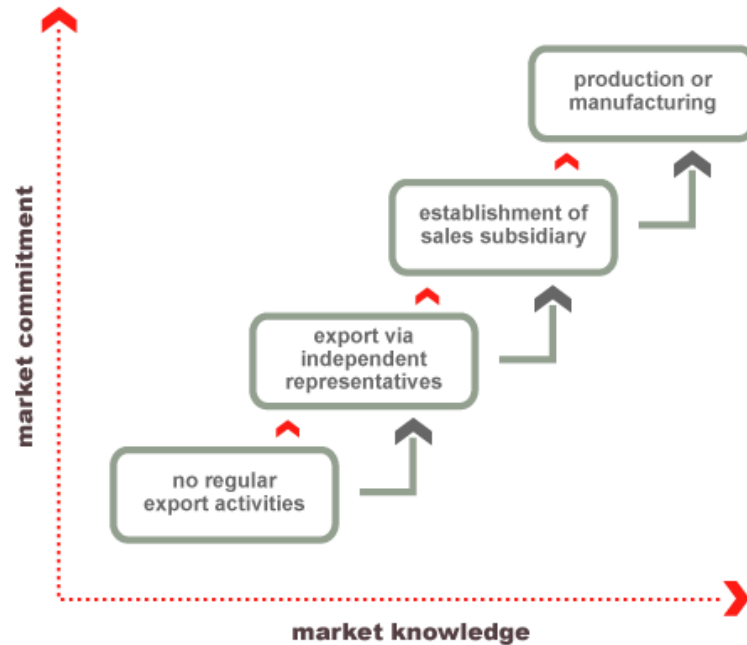 production or
manufacturing
establishment of
sales subsidiary
export via
independent
representatives
no regular
export activities
market commitment
market knowledge